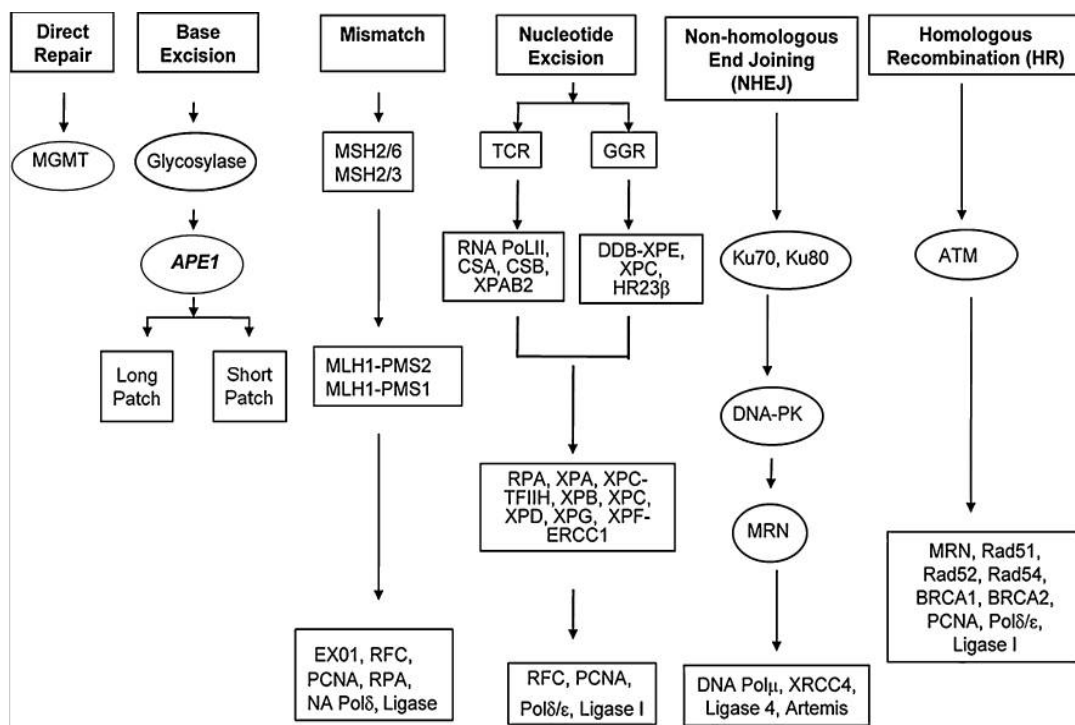 Direct
Repair
Base
Excision
Mismatch
Nucleotide
Excision
Non-homologous
End Joining
(NHEJ)
Homologous
Recombination (HR)
MGMT
Glycosylase
APE1
Long
Patch
Short
Patch
MSH2/6
MSH2/3
MLH1-PMS2
MLH1-PMS1
EX01, RFC,
PCNA, RPA,
NA Polδ, Ligase
TCR
GGR
RNA PoLII,
CSA, CSB,
XPAB2
DDB-XPE,
XPC,
HR23β
RPA, XPA, XPC-
TFIIH, XPB, XPC,
XPD, XPG, XPF-
ERCC1
RFC, PCNA,
Polδ/ε, Ligase I
Ku70, Ku80
DNA-PK
MRN
DNA Polμ, XRCC4,
Ligase 4, Artemis
ATM
MRN, Rad51,
Rad52, Rad54,
BRCA1, BRCA2,
PCNA, Polδ/ε,
Ligase I